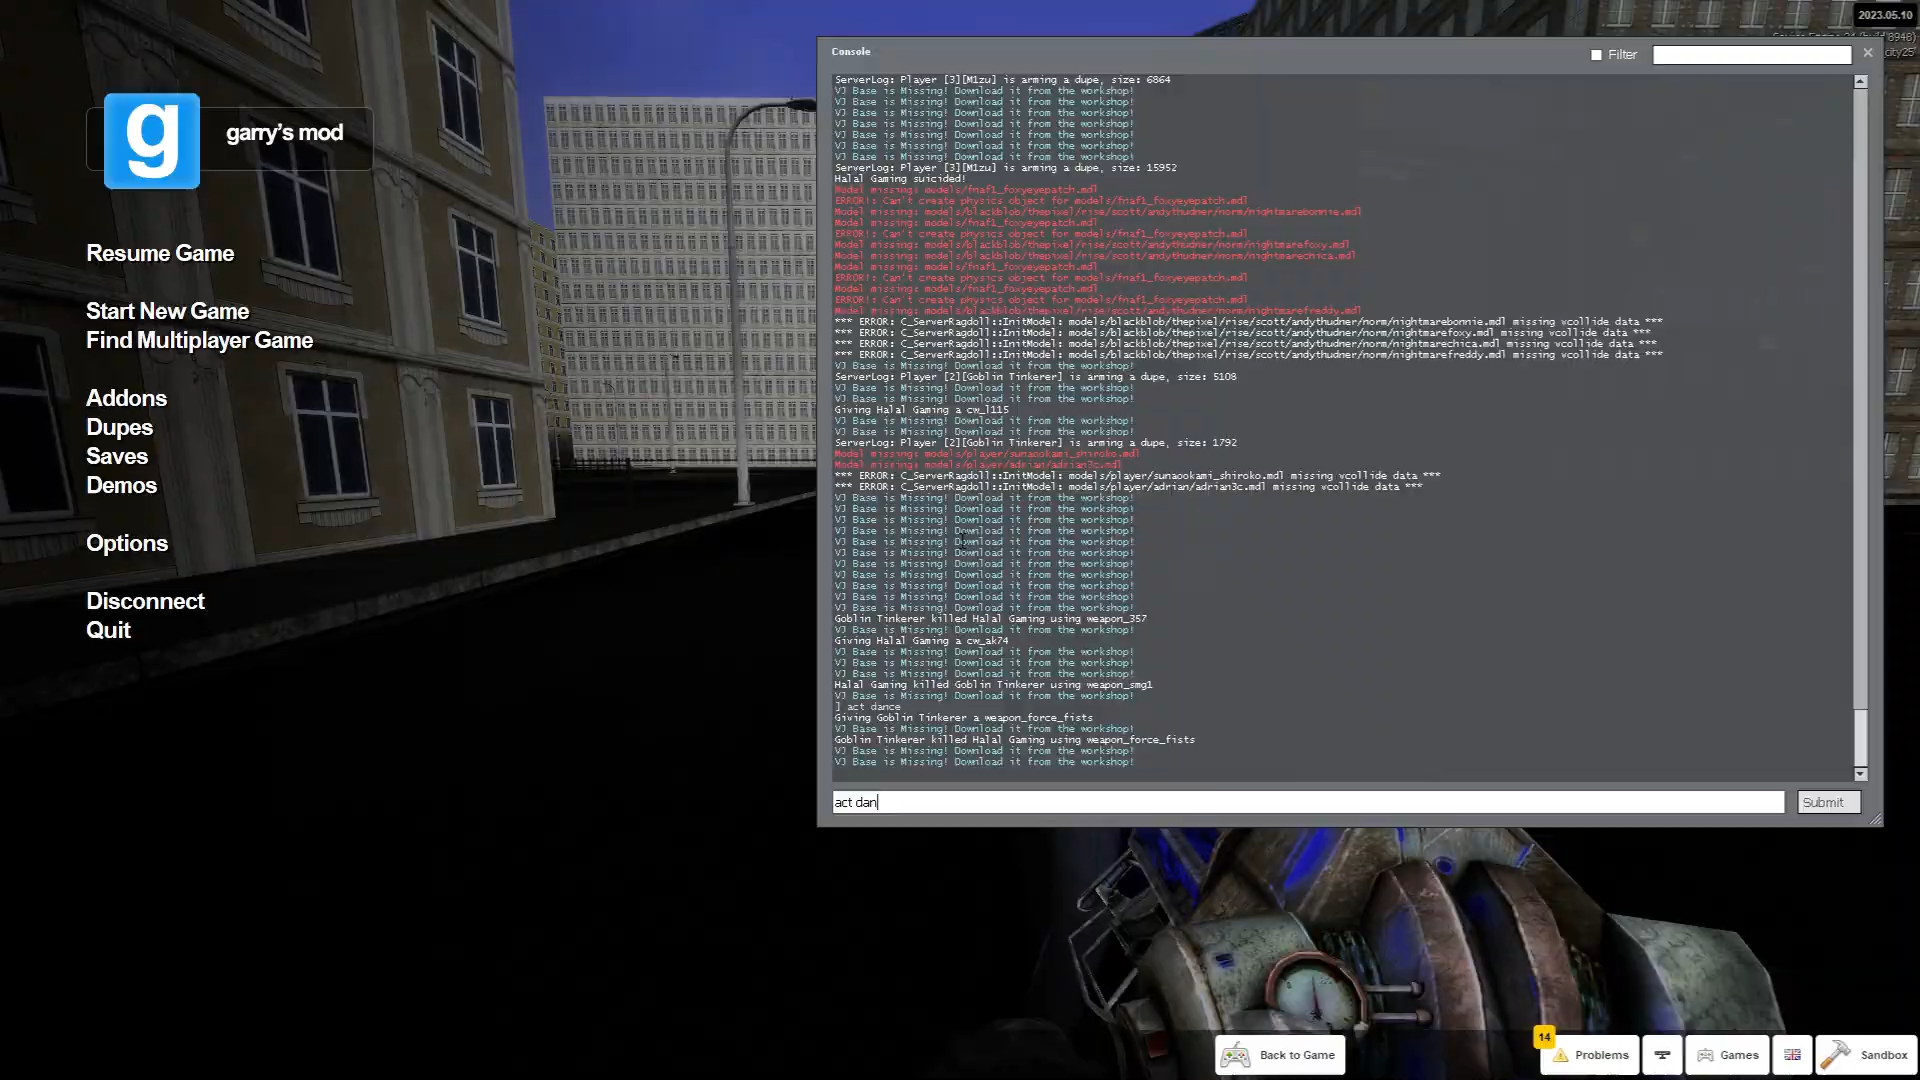 2023.05.10
garry's mod
Resume Game
Start New Game
Find Multiplayer Game
Addons
Dupes
Saves
Demos
Options
Disconnect
Quit
Console
Filter
ServerLog: Player [3][M1zu] is arming a dupe, size: 6864
VJ Base is Missing! Download it from the workshop!
VJ Base is Missing! Download it from the workshop!
VJ Base is Missing! Download it from the workshop!
VJ Base is Missing! Download it from the workshop!
VJ Base is Missing! Download it from the workshop!
VJ Base is Missing! Download it from the workshop!
VJ Base is Missing! Download it from the workshop!
ServerLog: Player [3][M1zu] is arming a dupe, size: 15952
Halal Gaming suicided!
Model missing: models/fnaf1_foxyeyepatch.mdl
ERROR!: Can't create physics object for models/fnaf1_foxyeyepatch.mdl
Model missing: models/blackblob/thepixel/rise/scott/andythudner/norm/nightmarebonnie.mdl
Model missing: models/fnaf1_foxyeyepatch.mdl
ERROR!: Can't create physics object for models/fnaf1_foxyeyepatch.mdl
Model missing: models/blackblob/thepixel/rise/scott/andythudner/norm/nightmarefoxy.mdl
Model missing: models/blackblob/thepixel/rise/scott/andythudner/norm/nightmarechica.mdl
Model missing: models/fnaf1_foxyeyepatch.mdl
ERROR!: Can't create physics object for models/fnaf1_foxyeyepatch.mdl
Model missing: models/fnaf1_foxyeyepatch.mdl
ERROR!: Can't create physics object for models/fnaf1_foxyeyepatch.mdl
Model missing: models/blackblob/thepixel/rise/scott/andythudner/norm/nightmarefreddy.mdl
*** ERROR: C_ServerRagdoll::InitModel: models/blackblob/thepixel/rise/scott/andythudner/norm/nightmarebonnie.mdl missing vcollide data ***
*** ERROR: C_ServerRagdoll::InitModel: models/blackblob/thepixel/rise/scott/andythudner/norm/nightmarefoxy.mdl missing vcollide data ***
*** ERROR: C_ServerRagdoll::InitModel: models/blackblob/thepixel/rise/scott/andythudner/norm/nightmarechica.mdl missing vcollide data ***
*** ERROR: C_ServerRagdoll::InitModel: models/blackblob/thepixel/rise/scott/andythudner/norm/nightmarefreddy.mdl missing vcollide data ***
VJ Base is Missing! Download it from the workshop!
ServerLog: Player [2][Goblin Tinkerer] is arming a dupe, size: 5108
VJ Base is Missing! Download it from the workshop!
VJ Base is Missing! Download it from the workshop!
Giving Halal Gaming a cw_l115
VJ Base is Missing! Download it from the workshop!
VJ Base is Missing! Download it from the workshop!
ServerLog: Player [2][Goblin Tinkerer] is arming a dupe, size: 1792
Model missing: models/player/sunaookami_shiroko.mdl
Model missing: models/player/adrian/adrian3c.mdl
*** ERROR: C_ServerRagdoll::InitModel: models/player/sunaookami_shiroko.mdl missing vcollide data ***
*** ERROR: C_ServerRagdoll::InitModel: models/player/adrian/adrian3c.mdl missing vcollide data ***
VJ Base is Missing! Download it from the workshop!
VJ Base is Missing! Download it from the workshop!
VJ Base is Missing! Download it from the workshop!
VJ Base is Missing! Download it from the workshop!
VJ Base is Missing! Download it from the workshop!
VJ Base is Missing! Download it from the workshop!
VJ Base is Missing! Download it from the workshop!
VJ Base is Missing! Download it from the workshop!
VJ Base is Missing! Download it from the workshop!
VJ Base is Missing! Download it from the workshop!
VJ Base is Missing! Download it from the workshop!
Goblin Tinkerer killed Halal Gaming using weapon_357
VJ Base is Missing! Download it from the workshop!
Giving Halal Gaming a cw_ak74
VJ Base is Missing! Download it from the workshop!
VJ Base is Missing! Download it from the workshop!
VJ Base is Missing! Download it from the workshop!
Halal Gaming killed Goblin Tinkerer using weapon_smg1
VJ Base is Missing! Download it from the workshop!
] act dance
Giving Goblin Tinkerer a weapon_force_fists
VJ Base is Missing! Download it from the workshop!
Goblin Tinkerer killed Halal Gaming using weapon_force_fists
VJ Base is Missing! Download it from the workshop!
VJ Base is Missing! Download it from the workshop!
act dan
Submit
Back to Game
14
Problems
Games
Sandbox